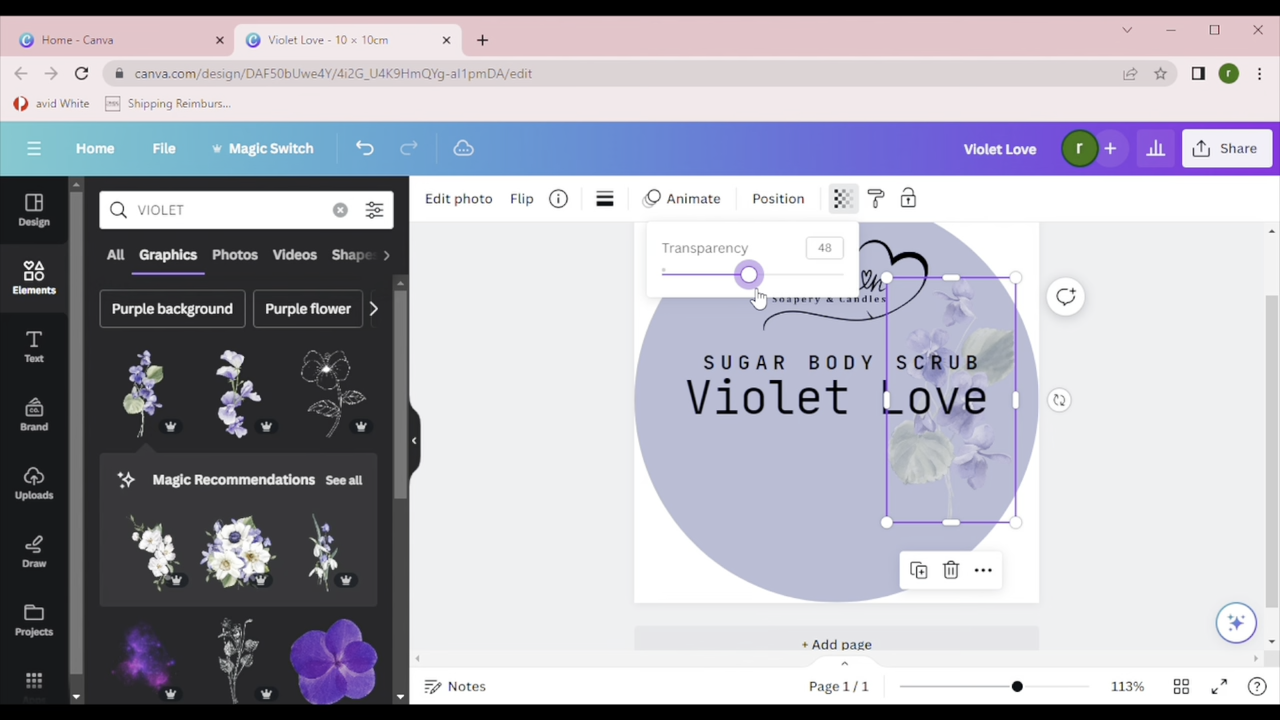 Home - Canva
Violet Love - 10 × 10cm
canva.com/design/DAF50bUwe4Y/4i2G_U4K9HmQYg-aI1pmDA/edit
r
avid White
Shipping Reimburs...
Home
File
Magic Switch
Violet Love
r
Share
Design
Elements
Text
Brand
Uploads
Draw
Projects
VIOLET
All
Graphics
Photos
Videos
Shape
Purple background
Purple flower
Magic Recommendations
See all
Edit photo
Flip
Animate
Position
Transparency
48
Soapery & Candles
SUGAR BODY SCRUB
Violet Love
+ Add page
Notes
Page 1 / 1
113%